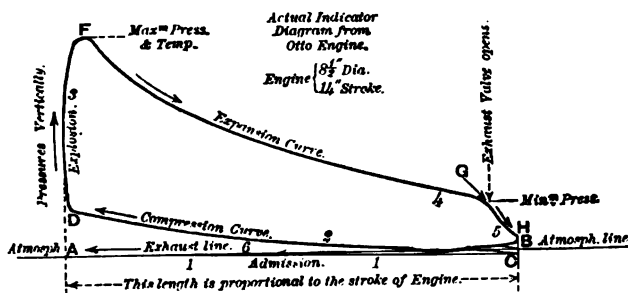 Actual Indicator
Diagram from
Otto Engine.
Engine { 8½″ Dia.
14″ Stroke.
F
Maxᵐ Press.
& Temp.
Pressures Vertically.
Explosion. 3
Expansion Curve.
4
G
Exhaust Valve opens.
Minᵐ Press.
H
5
B
D
Compression Curve.
2
Atmosph
A
Exhaust line.
6
Atmosph. line.
C
1
Admission.
1
This length is proportional to the stroke of Engine.